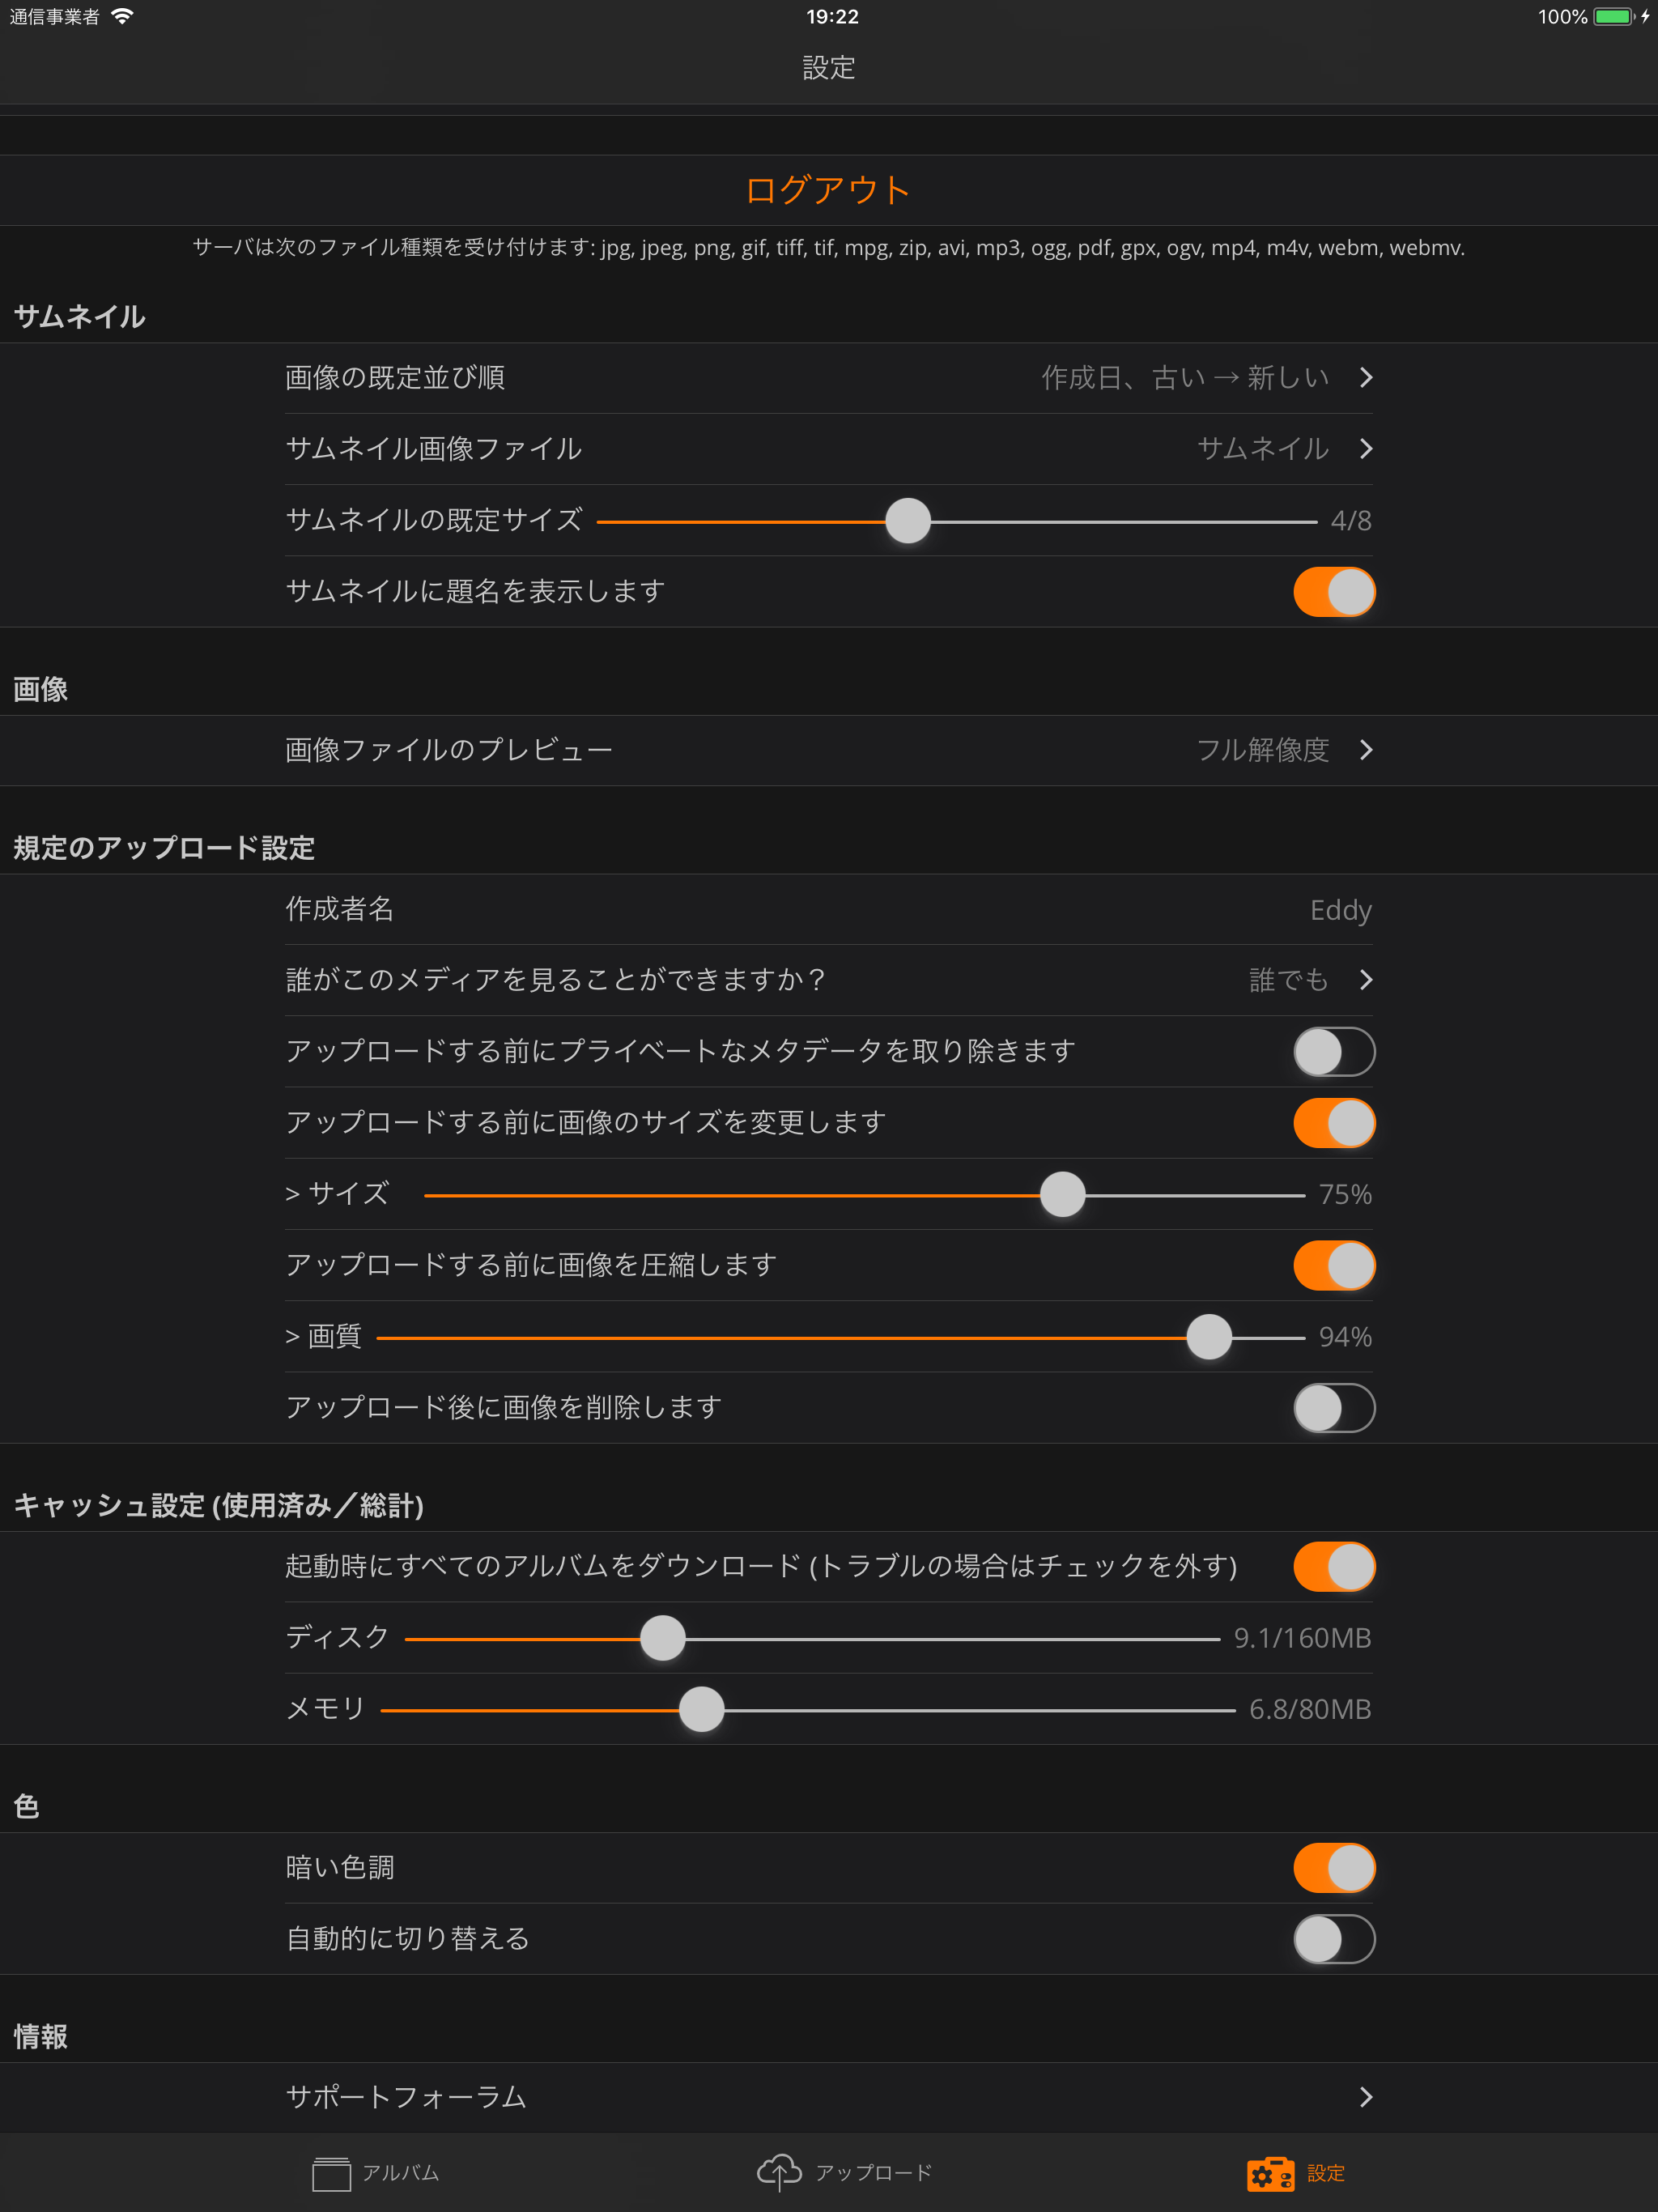 通信事業者 19:22 100%
設定
ログアウト
サーバは次のファイル種類を受け付けます: jpg, jpeg, png, gif, tiff, tif, mpg, zip, avi, mp3, ogg, pdf, gpx, ogv, mp4, m4v, webm, webmv.
サムネイル
画像の既定並び順 作成日、古い → 新しい
サムネイル画像ファイル サムネイル
サムネイルの既定サイズ 4/8
サムネイルに題名を表示します
画像
画像ファイルのプレビュー フル解像度
規定のアップロード設定
作成者名 Eddy
誰がこのメディアを見ることができますか？ 誰でも
アップロードする前にプライベートなメタデータを取り除きます
アップロードする前に画像のサイズを変更します
> サイズ 75%
アップロードする前に画像を圧縮します
> 画質 94%
アップロード後に画像を削除します
キャッシュ設定 (使用済み／総計)
起動時にすべてのアルバムをダウンロード (トラブルの場合はチェックを外す)
ディスク 9.1/160MB
メモリ 6.8/80MB
色
暗い色調
自動的に切り替える
情報
サポートフォーラム
アルバム アップロード 設定